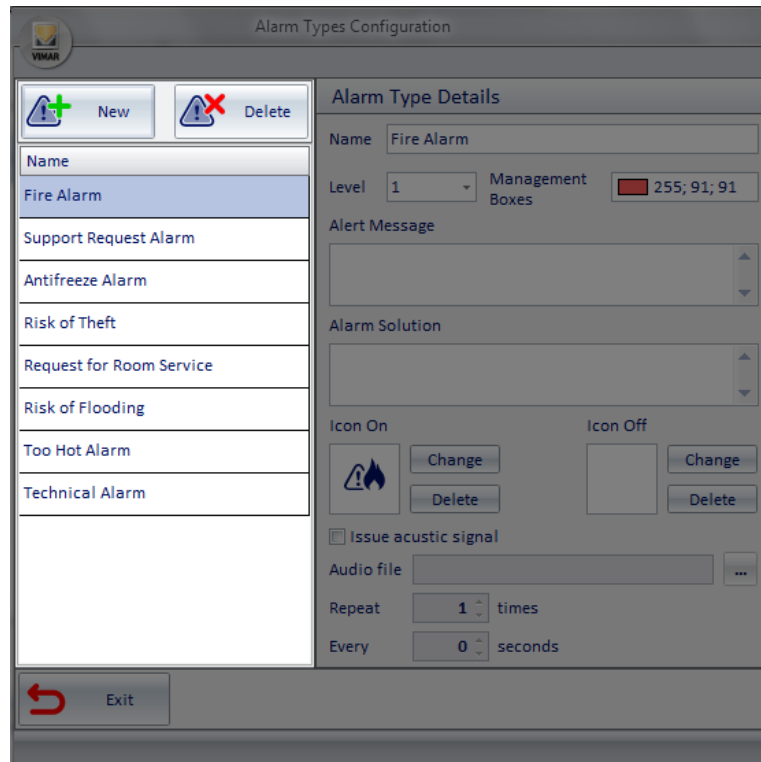 Alarm Types Configuration
VIMAR
New
Delete
Name
Fire Alarm
Support Request Alarm
Antifreeze Alarm
Risk of Theft
Request for Room Service
Risk of Flooding
Too Hot Alarm
Technical Alarm
Alarm Type Details
Name Fire Alarm
Level 1 Management Boxes 255; 91; 91
Alert Message
Alarm Solution
Icon On Icon Off
Change Change
Delete Delete
Issue acustic signal
Audio file ...
Repeat 1 times
Every 0 seconds
Exit